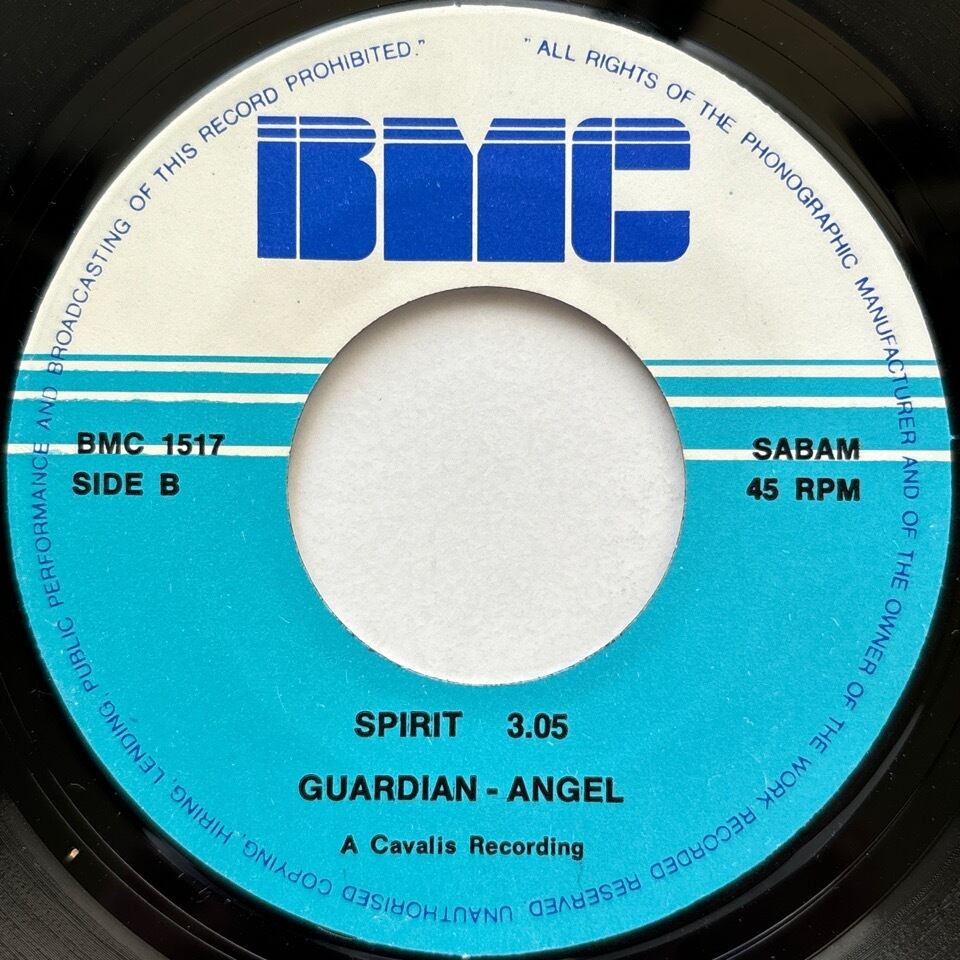 "ALL RIGHTS OF THE PHONOGRAPHIC MANUFACTURER AND OF THE OWNER OF THE WORK RECORDED RESERVED UNAUTHORISED COPYING, HIRING, LENDING, PUBLIC PERFORMANCE AND BROADCASTING OF THIS RECORD PROHIBITED."
BMC
BMC 1517
SIDE B
SABAM
45 RPM
SPIRIT 3.05
GUARDIAN - ANGEL
A Cavalis Recording